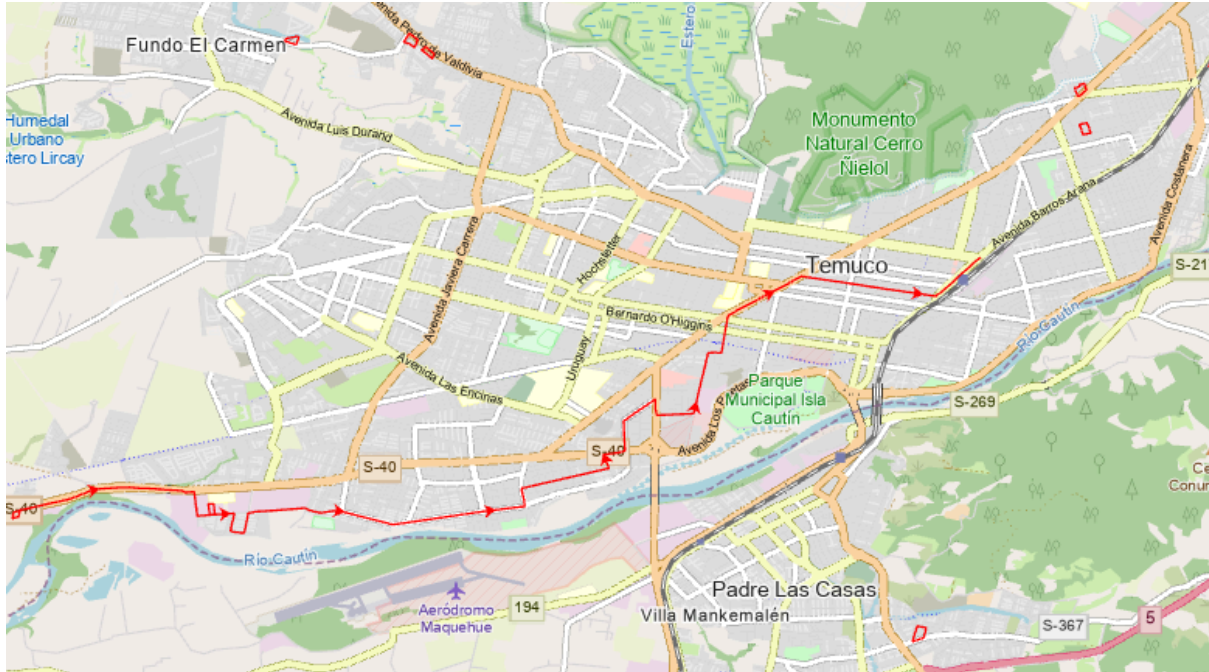 Avenida Pedro de Valdivia
Fundo El Carmen
Estero
Avenida Luis Durand
Humedal
Urbano
stero Lircay
Monumento
Natural Cerro
Ñielol
Avenida Barros Arana
Avenida Costanera
Hochstetter
Avenida Javiera Carrera
Temuco
S-21
Bernardo O'Higgins
Uruguay
Río Cautín
Avenida Las Encinas
Parque
Municipal Isla
Cautín
Avenida Los Poetas
S-269
S-40
S-40
S-40
Río Cautín
Aeródromo
Maquehue
194
Padre Las Casas
Villa Mankemalén
S-367
5